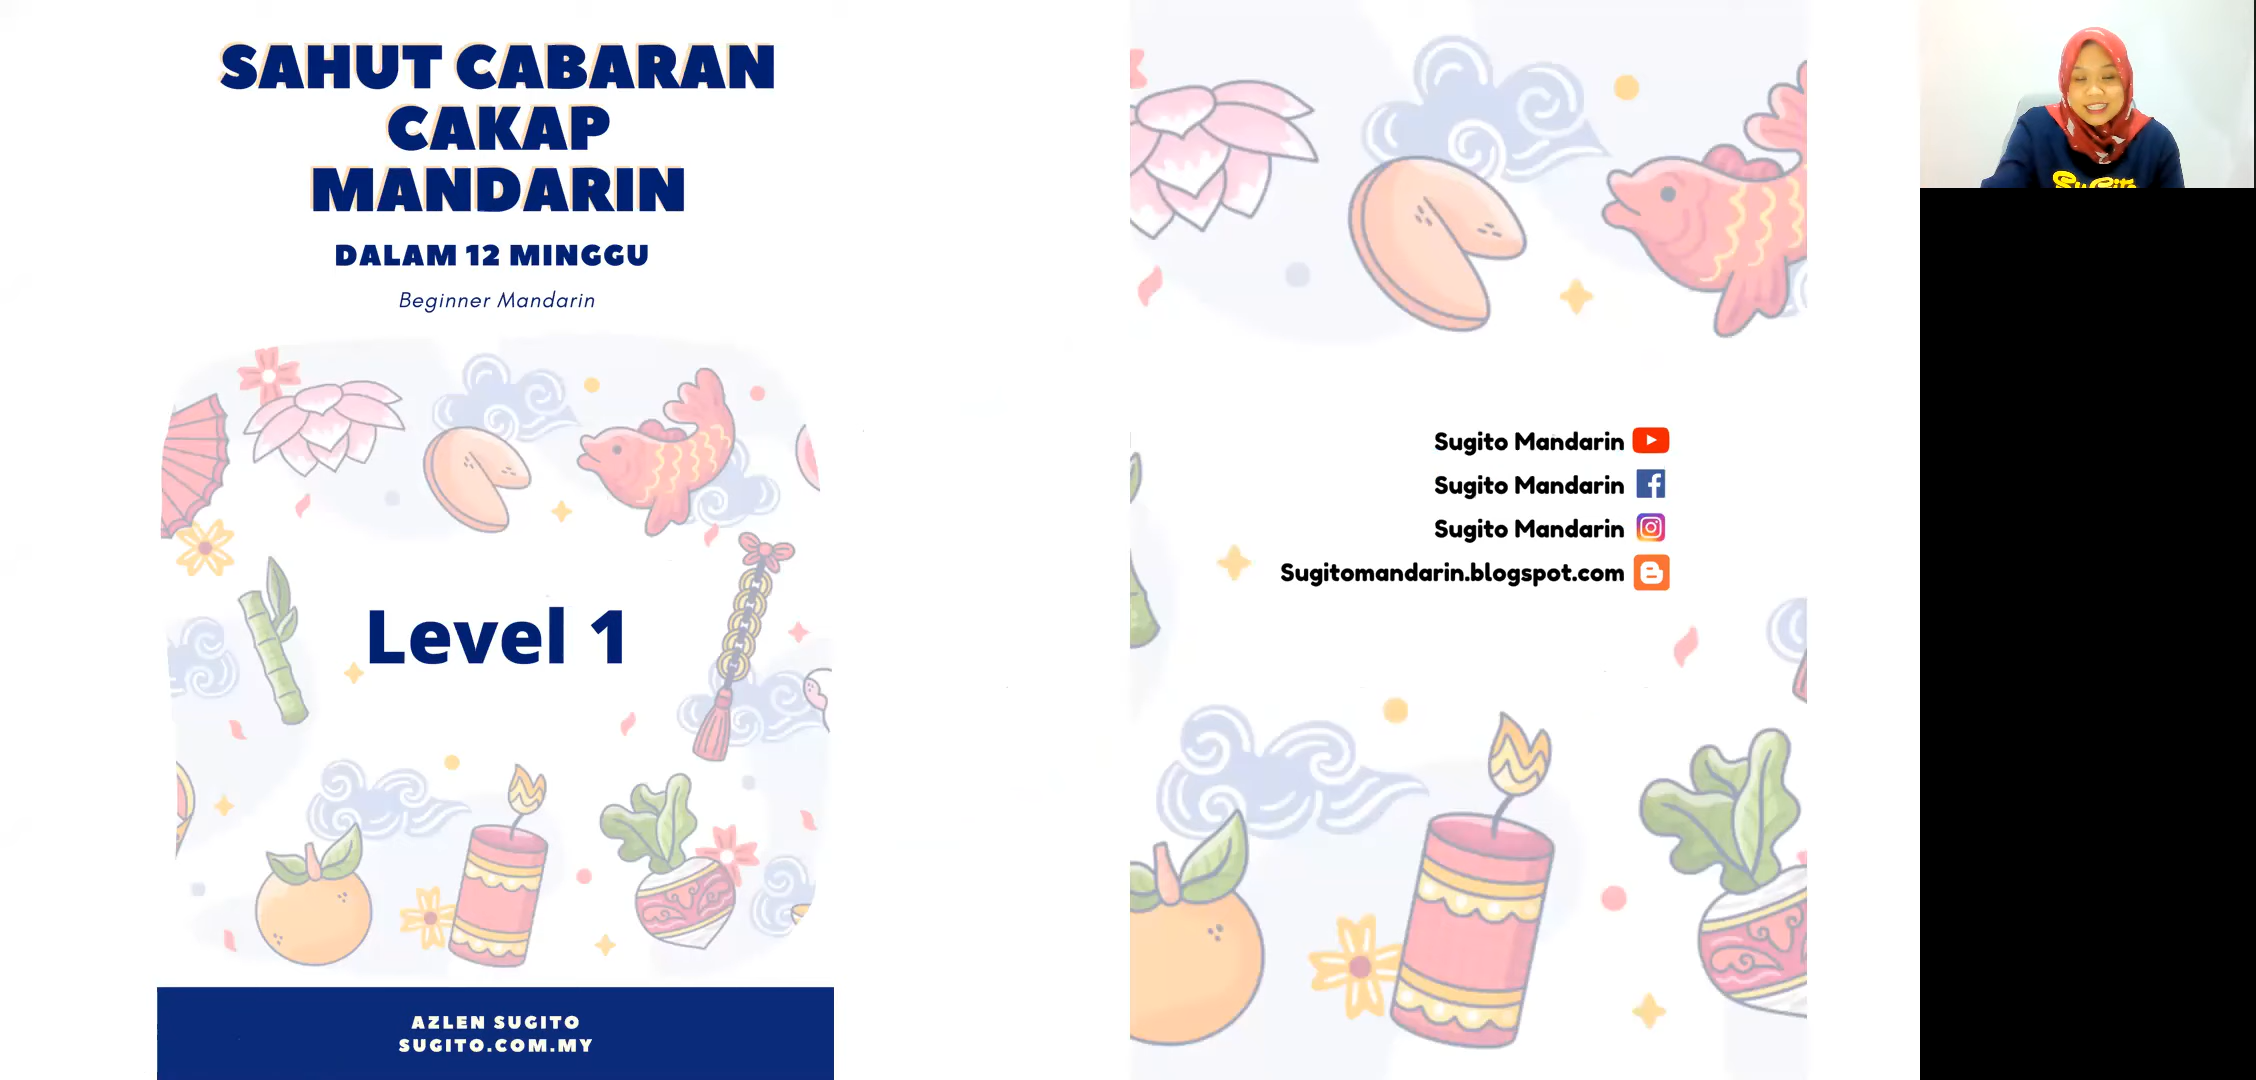 SAHUT CABARAN
CAKAP
MANDARIN
DALAM 12 MINGGU
Beginner Mandarin
Level 1
AZLEN SUGITO
SUGITO.COM.MY
Sugito Mandarin
Sugito Mandarin
Sugito Mandarin
Sugitomandarin.blogspot.com
SuGito